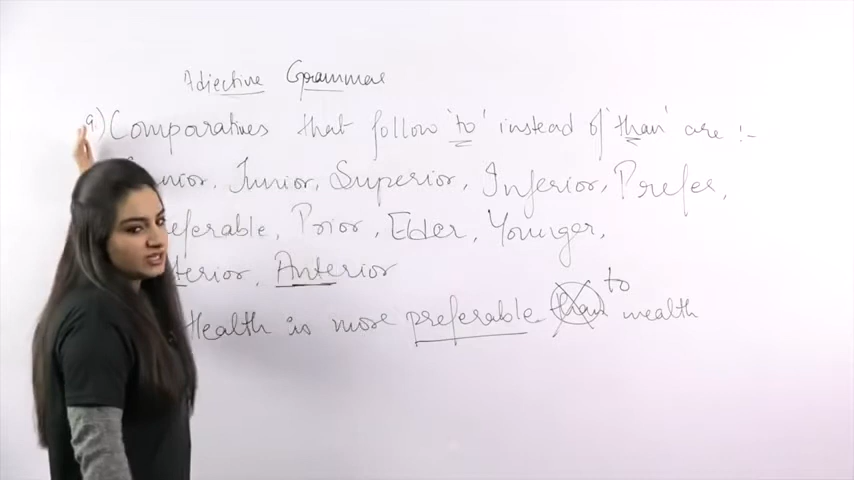 Adjective Grammar
9) Comparatives that follow 'to' instead of 'than' are :-
Junior, Superior, Inferior, Prefer,
Prior, Eder, Younger,
Anterior
Health is more preferable than to wealth